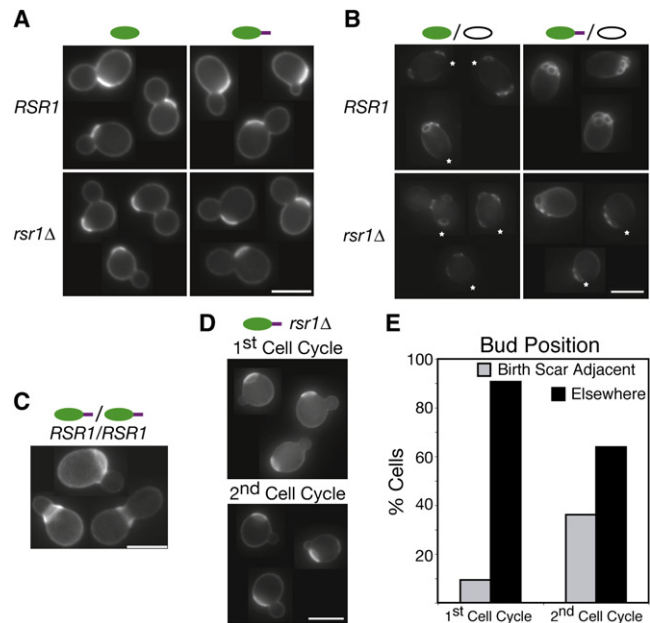 A
B
/
/
RSR1
RSR1
rsr1Δ
rsr1Δ
*
*
*
*
*
*
*
*
C
/
RSR1/RSR1
D
rsr1Δ
1st Cell Cycle
2nd Cell Cycle
E
Bud Position
Birth Scar Adjacent
Elsewhere
% Cells
100
80
60
40
20
1st Cell Cycle
2nd Cell Cycle